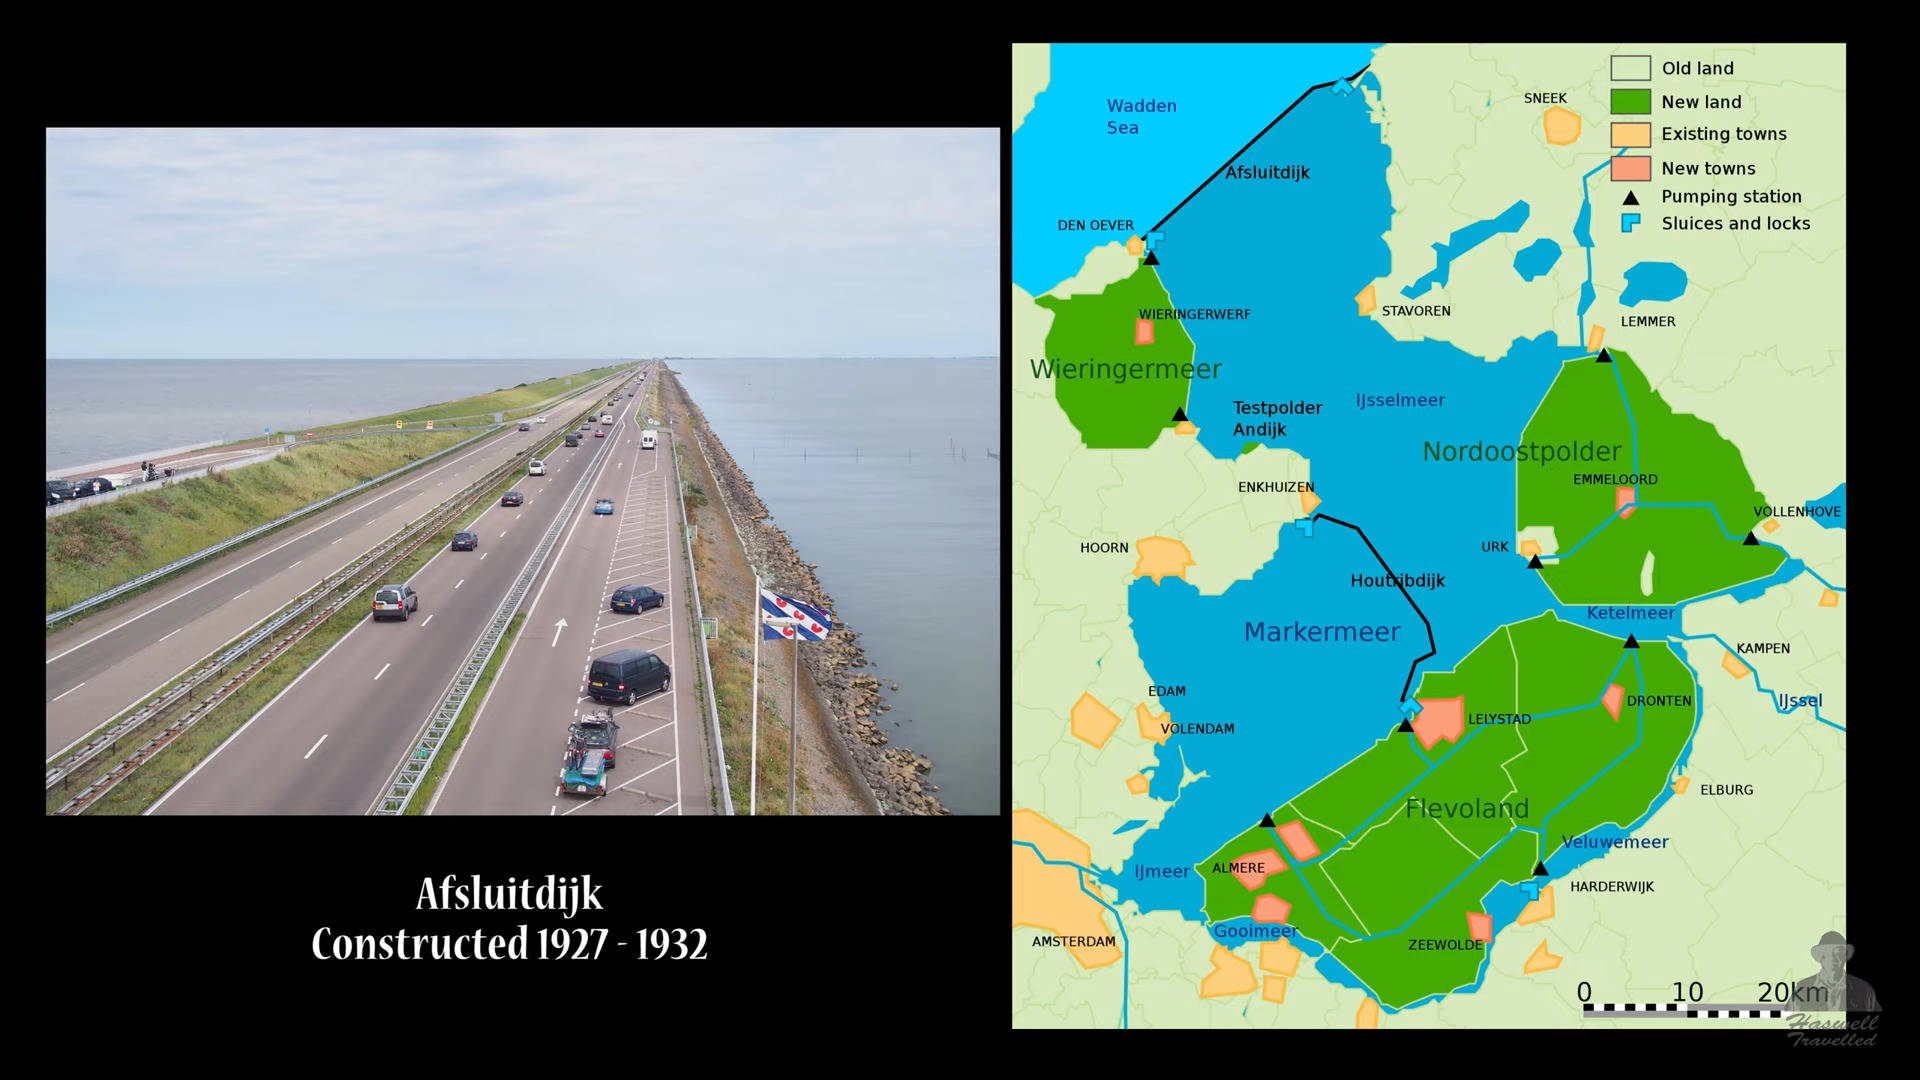 Afsluitdijk
Constructed 1927 - 1932
Old land
New land
Existing towns
New towns
Pumping station
Sluices and locks
Wadden
Sea
SNEEK
Afsluitdijk
DEN OEVER
STAVOREN
WIERINGERWERF
LEMMER
Wieringermeer
IJsselmeer
Testpolder
Andijk
Nordoostpolder
EMMELOORD
ENKHUIZEN
VOLLENHOVE
HOORN
URK
Houtribdijk
Ketelmeer
Markermeer
KAMPEN
EDAM
DRONTEN
IJssel
LELYSTAD
VOLENDAM
ELBURG
Flevoland
Veluwemeer
IJmeer
ALMERE
HARDERWIJK
Gooimeer
AMSTERDAM
ZEEWOLDE
0 10 20km
Haswell
Travelled